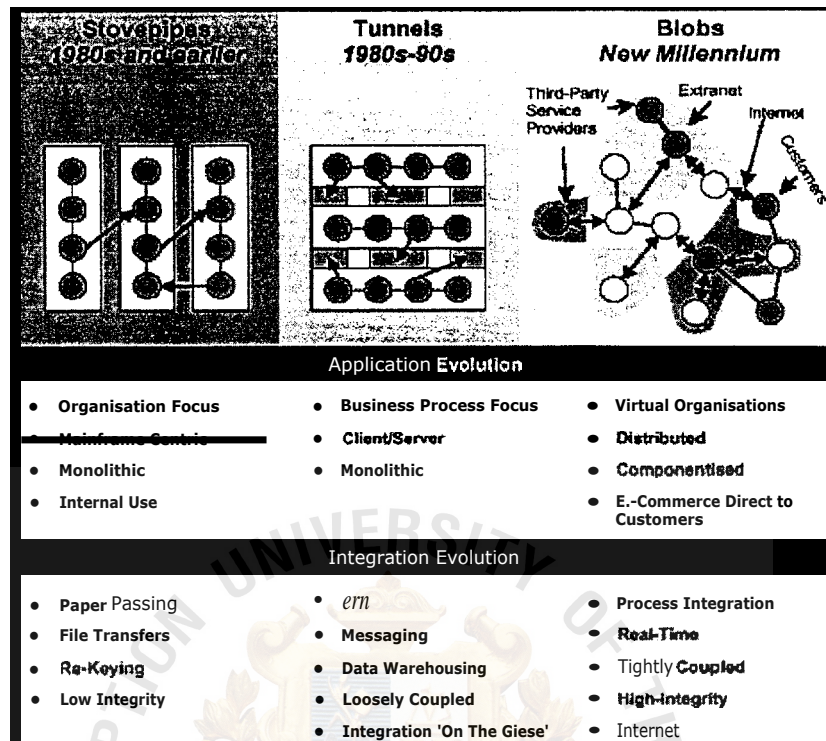 Stovepipes
1980s and earlier
Tunnels
1980s-90s
Blobs
New Millennium
Third-Party
Service
Providers
Extranet
Internet
Customers
Application Evolution
• Organisation Focus
• Mainframe Centric
• Monolithic
• Internal Use
• Business Process Focus
• Client/Server
• Monolithic
• Virtual Organisations
• Distributed
• Componentised
• E.-Commerce Direct to
Customers
Integration Evolution
• Paper Passing
• File Transfers
• Re-Keying
• Low Integrity
• ern
• Messaging
• Data Warehousing
• Loosely Coupled
• Integration 'On The Giese'
• Process Integration
• Real-Time
• Tightly Coupled
• High-Integrity
• Internet
UNIVERSITY OF